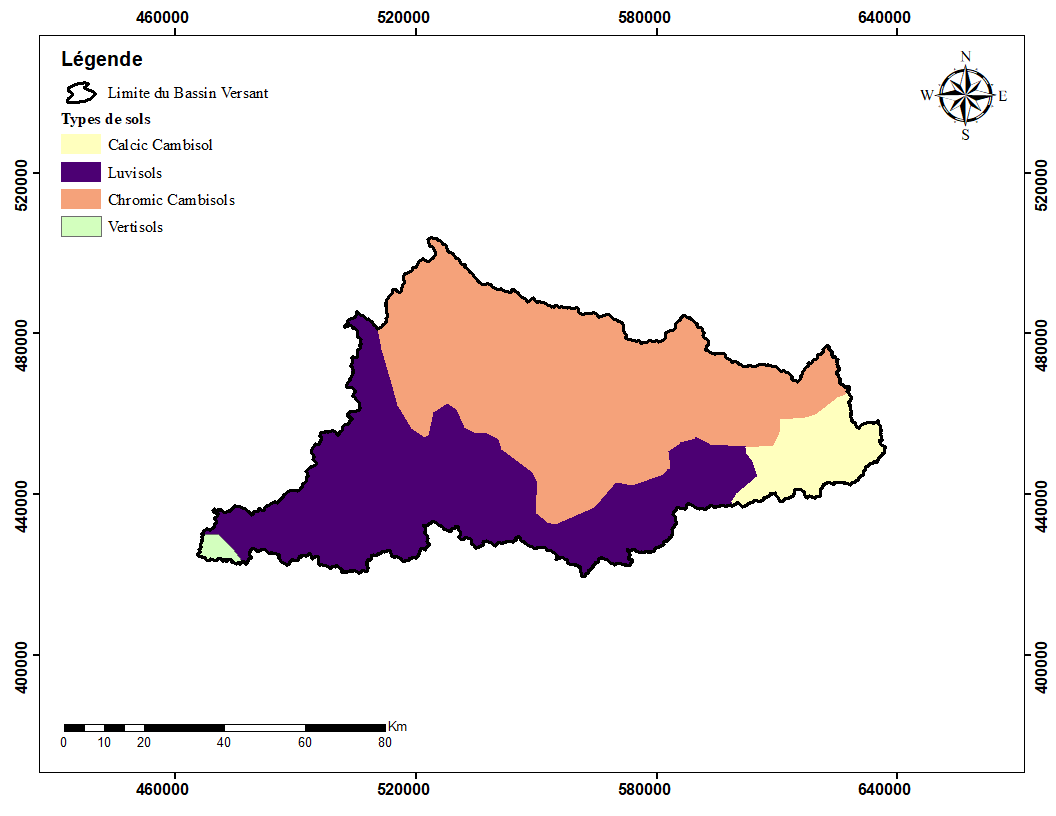 460000 520000 580000 640000
Légende
Limite du Bassin Versant
Types de sols
Calcic Cambisol
Luvisols
Chromic Cambisols
Vertisols
N
W E
S
520000 520000
480000 480000
440000 440000
400000 400000
Km
0 10 20 40 60 80
460000 520000 580000 640000